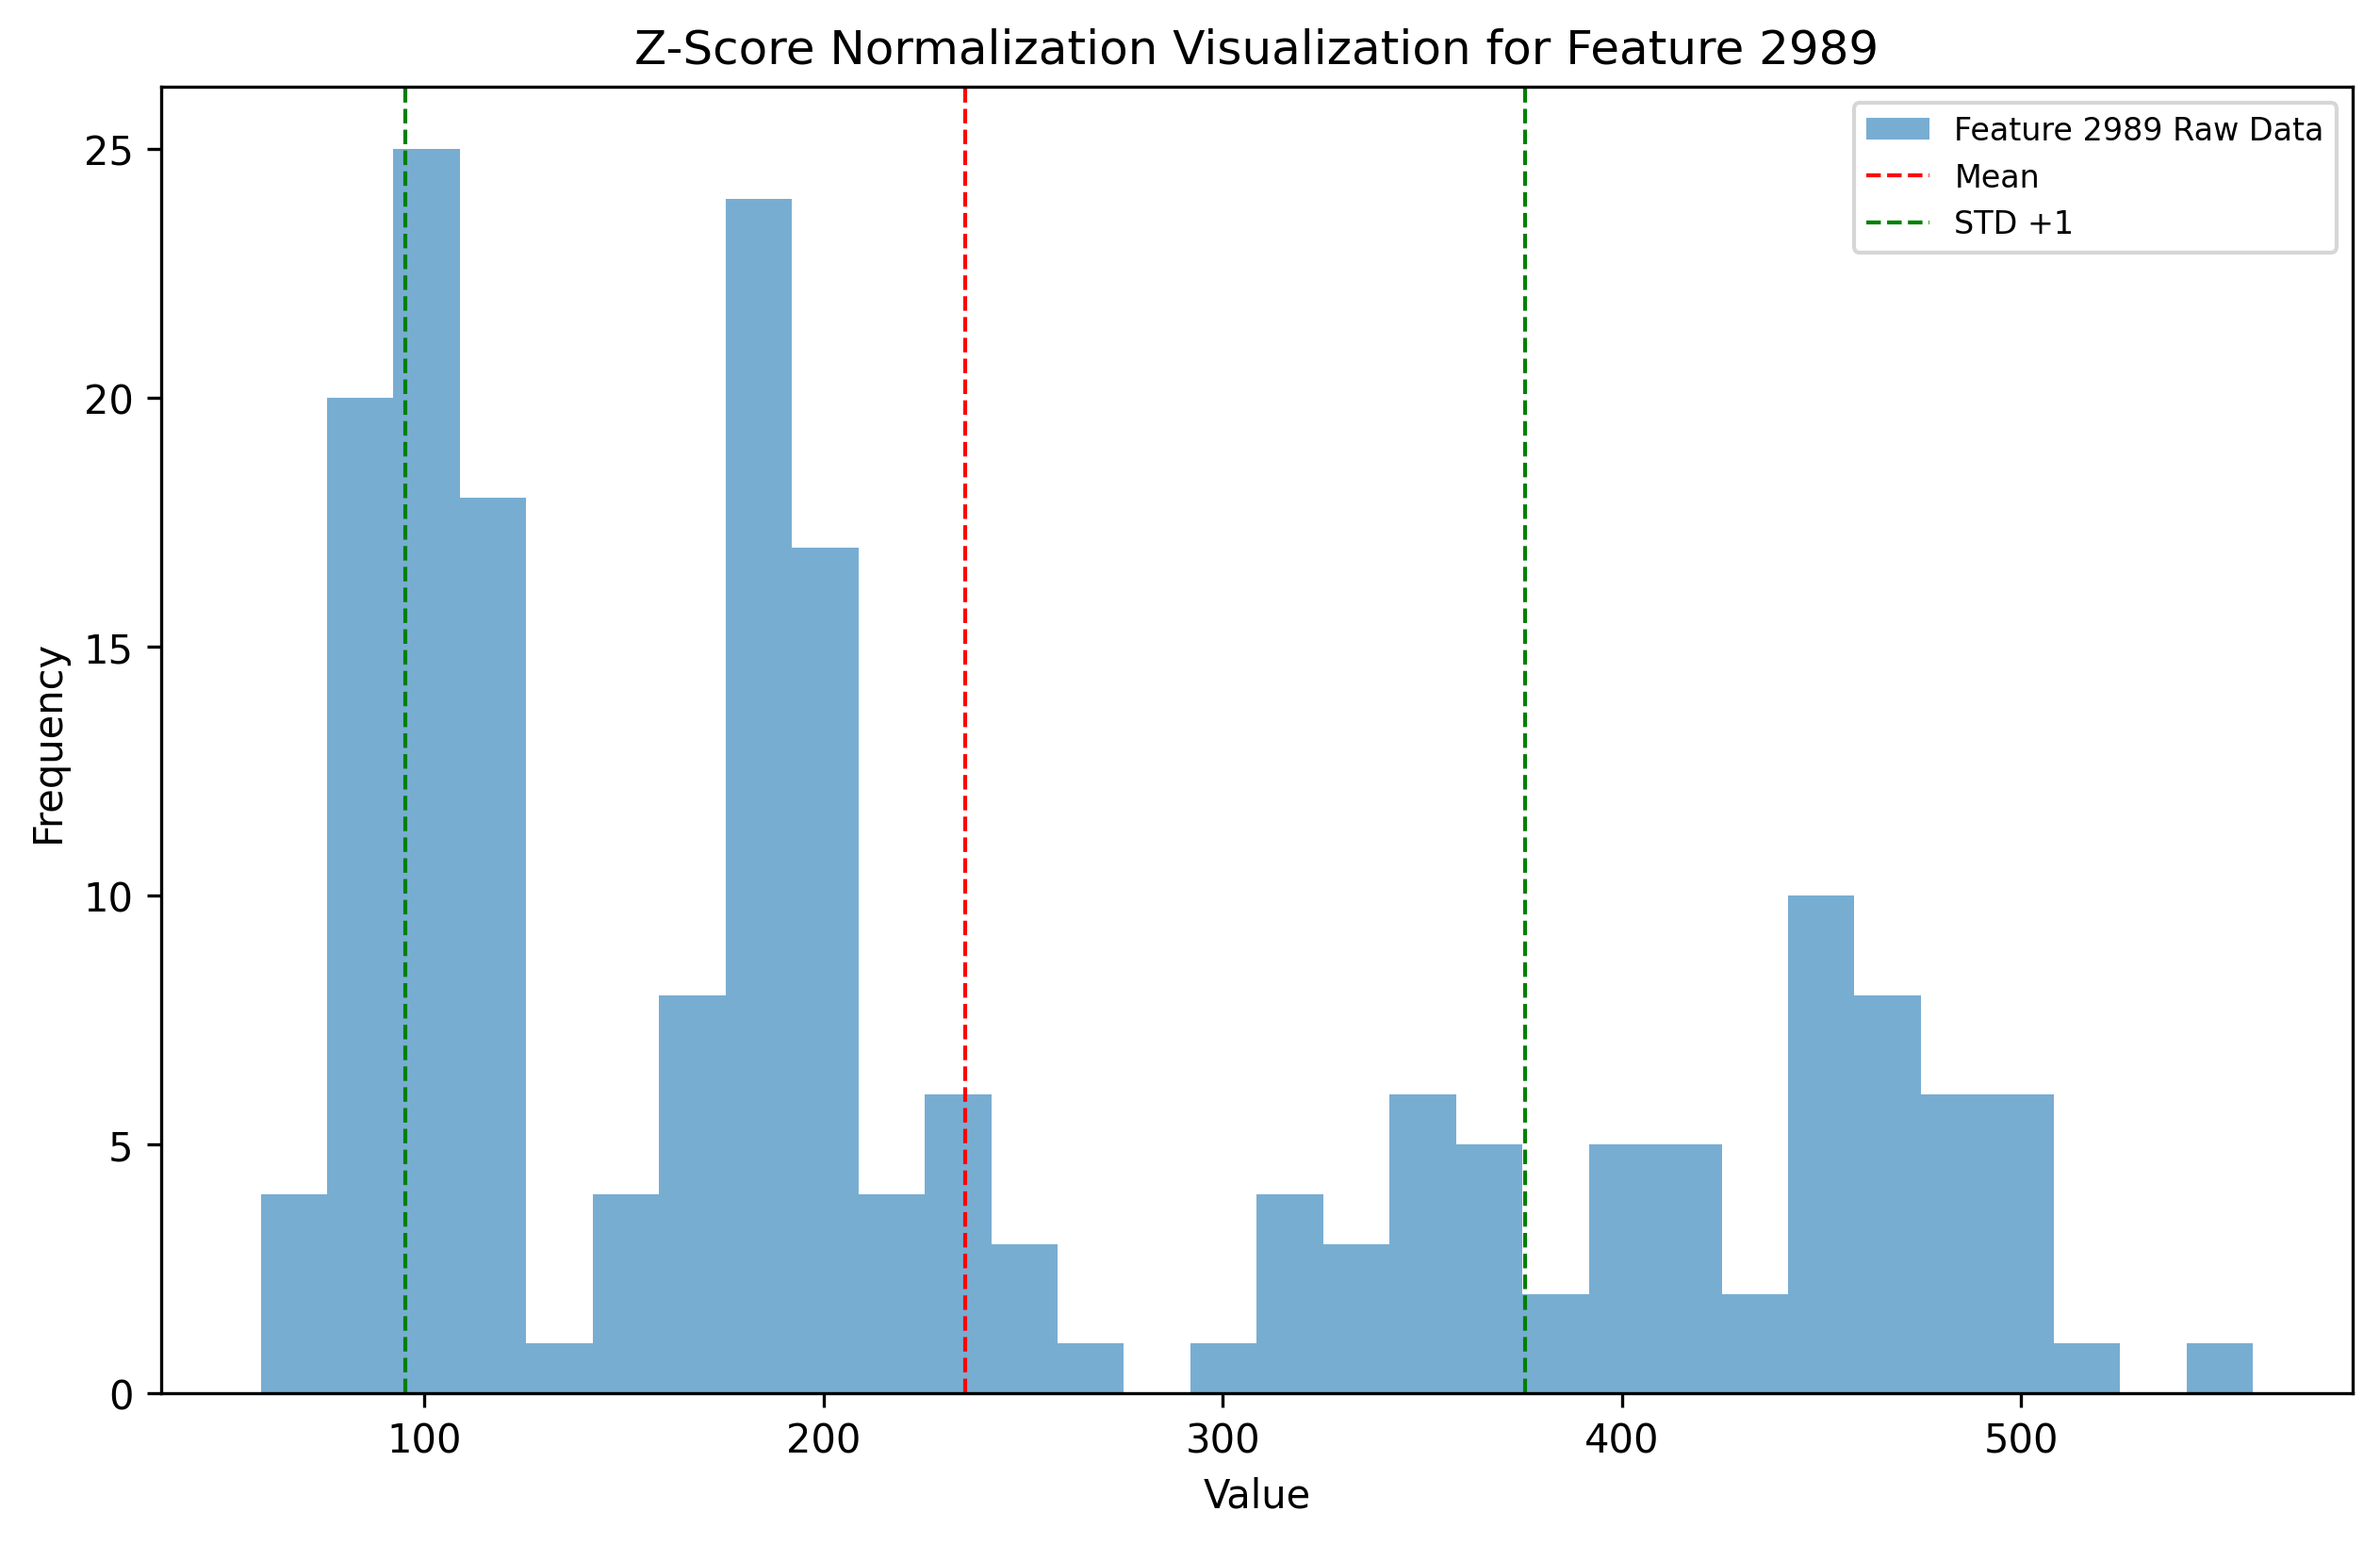 Z-Score Normalization Visualization for Feature 2989
Feature 2989 Raw Data
Mean
STD +1
Frequency
25
20
15
10
5
0
100 200 300 400 500
Value